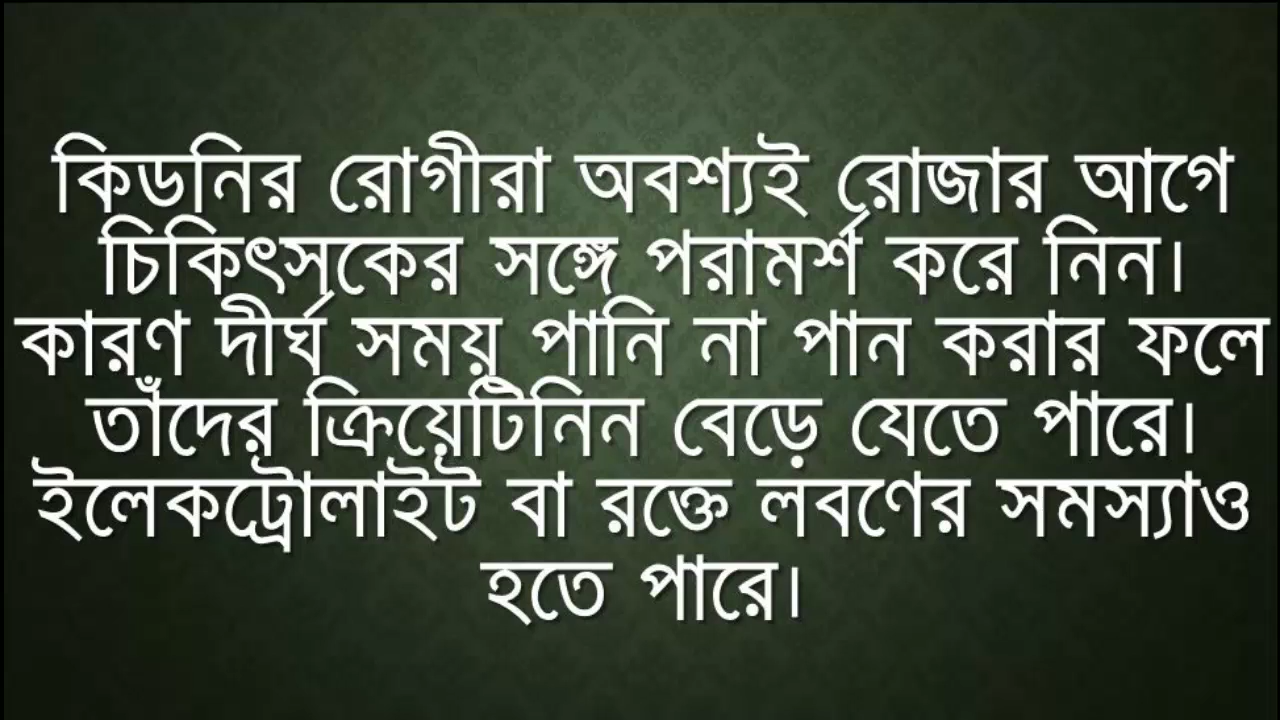 কিডনির রোগীরা অবশ্যই রোজার আগে
চিকিৎসকের সঙ্গে পরামর্শ করে নিন।
কারণ দীর্ঘ সময় পানি না পান করার ফলে
তাঁদের ক্রিয়েটিনিন বেড়ে যেতে পারে।
ইলেকট্রোলাইট বা রক্তে লবণের সমস্যাও
হতে পারে।